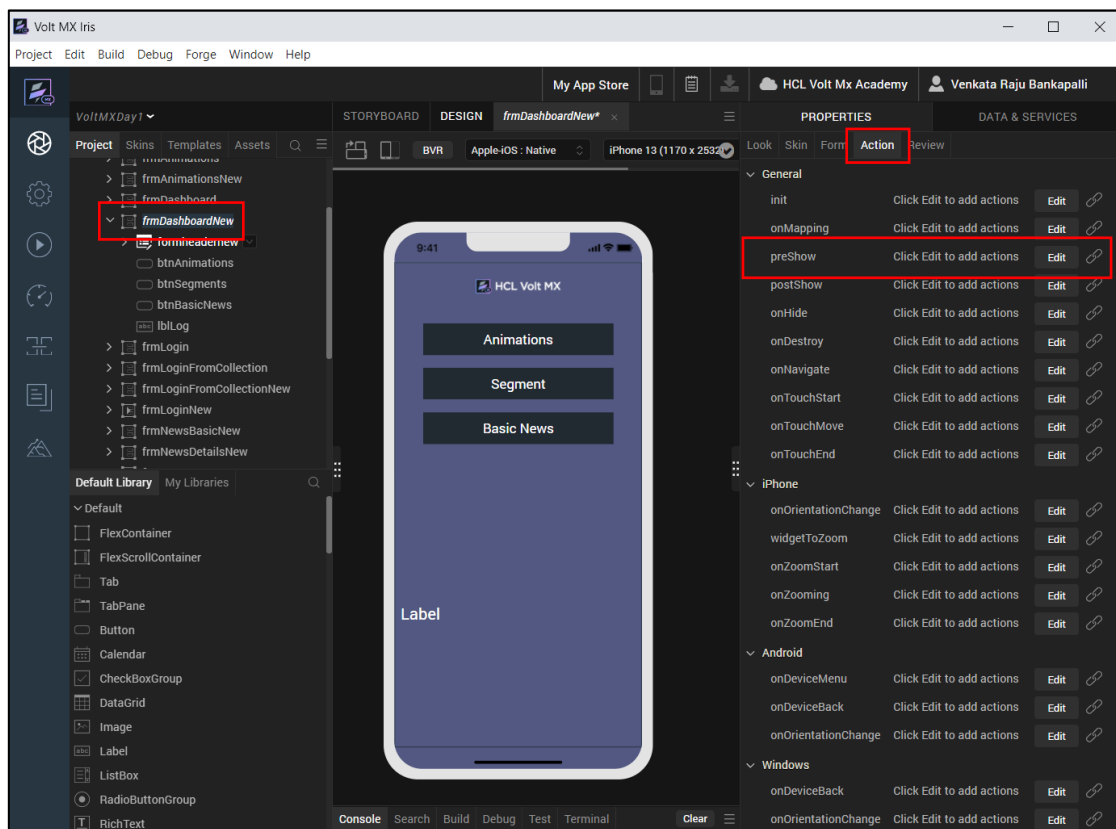 Volt MX Iris
Project Edit Build Debug Forge Window Help
My App Store
HCL Volt Mx Academy
Venkata Raju Bankapalli
VoltMXDay1
Project Skins Templates Assets
frmAnimations
frmAnimationsNew
frmDashboard
frmDashboardNew
formheadernew
btnAnimations
btnSegments
btnBasicNews
lblLog
frmLogin
frmLoginFromCollection
frmLoginFromCollectionNew
frmLoginNew
frmNewsBasicNew
frmNewsDetailsNew
Default Library My Libraries
Default
FlexContainer
FlexScrollContainer
Tab
TabPane
Button
Calendar
CheckBoxGroup
DataGrid
Image
abc Label
ListBox
RadioButtonGroup
T RichText
STORYBOARD DESIGN frmDashboardNew* ×
BVR Apple-iOS : Native iPhone 13 (1170 x 2532
9:41
HCL Volt MX
Animations
Segment
Basic News
Label
Console Search Build Debug Test Terminal Clear
PROPERTIES DATA & SERVICES
Look Skin Form Action Review
General
init Click Edit to add actions Edit
onMapping Click Edit to add actions Edit
preShow Click Edit to add actions Edit
postShow Click Edit to add actions Edit
onHide Click Edit to add actions Edit
onDestroy Click Edit to add actions Edit
onNavigate Click Edit to add actions Edit
onTouchStart Click Edit to add actions Edit
onTouchMove Click Edit to add actions Edit
onTouchEnd Click Edit to add actions Edit
iPhone
onOrientationChange Click Edit to add actions Edit
widgetToZoom Click Edit to add actions Edit
onZoomStart Click Edit to add actions Edit
onZooming Click Edit to add actions Edit
onZoomEnd Click Edit to add actions Edit
Android
onDeviceMenu Click Edit to add actions Edit
onDeviceBack Click Edit to add actions Edit
onOrientationChange Click Edit to add actions Edit
Windows
onDeviceBack Click Edit to add actions Edit
onOrientationChange Click Edit to add actions Edit